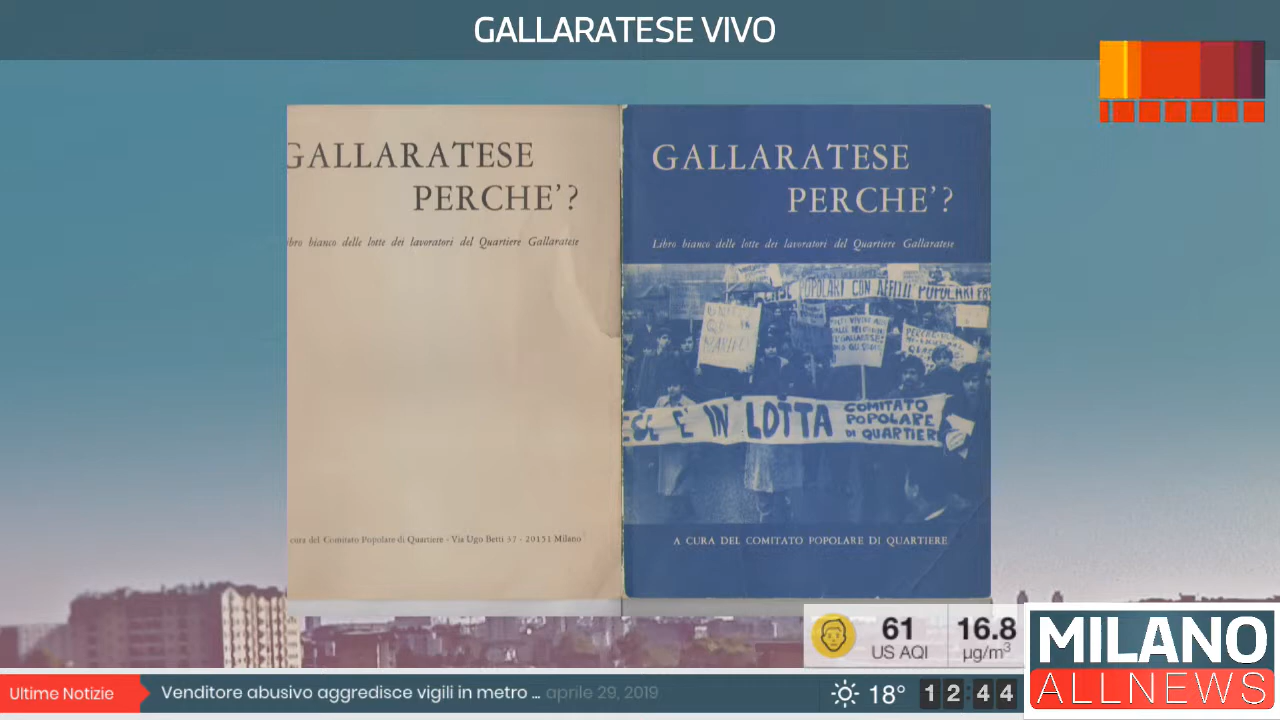 GALLARATESE VIVO
GALLARATESE
PERCHE'?
ibro bianco delle lotte dei lavoratori del Quartiere Gallaratese
cura del Comitato Popolare di Quartiere - Via Ugo Betti 37 - 20151 Milano
GALLARATESE
PERCHE'?
Libro bianco delle lotte dei lavoratori del Quartiere Gallaratese
POPOLARI CON AFFITTI POPOLARI
E' IN LOTTA
COMITATO
POPOLARE
DI QUARTIERE
A CURA DEL COMITATO POPOLARE DI QUARTIERE
61
US AQI
16.8
µg/m³
MILANO
ALLNEWS
Ultime Notizie
Venditore abusivo aggredisce vigili in metro ... aprile 29, 2019
18°
12:44